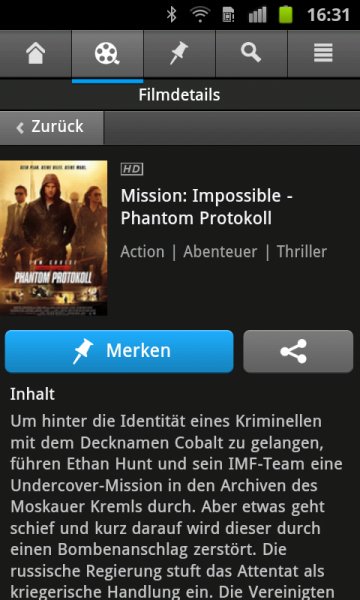 16:31
Filmdetails
Zurück
HD
Mission: Impossible -
Phantom Protokoll
Action | Abenteuer | Thriller
TOM CRUISE
PHANTOM PROTOKOLL
Merken
Inhalt
Um hinter die Identität eines Kriminellen
mit dem Decknamen Cobalt zu gelangen,
führen Ethan Hunt und sein IMF-Team eine
Undercover-Mission in den Archiven des
Moskauer Kremls durch. Aber etwas geht
schief und kurz darauf wird dieser durch
einen Bombenanschlag zerstört. Die
russische Regierung stuft das Attentat als
kriegerische Handlung ein. Die Vereinigten